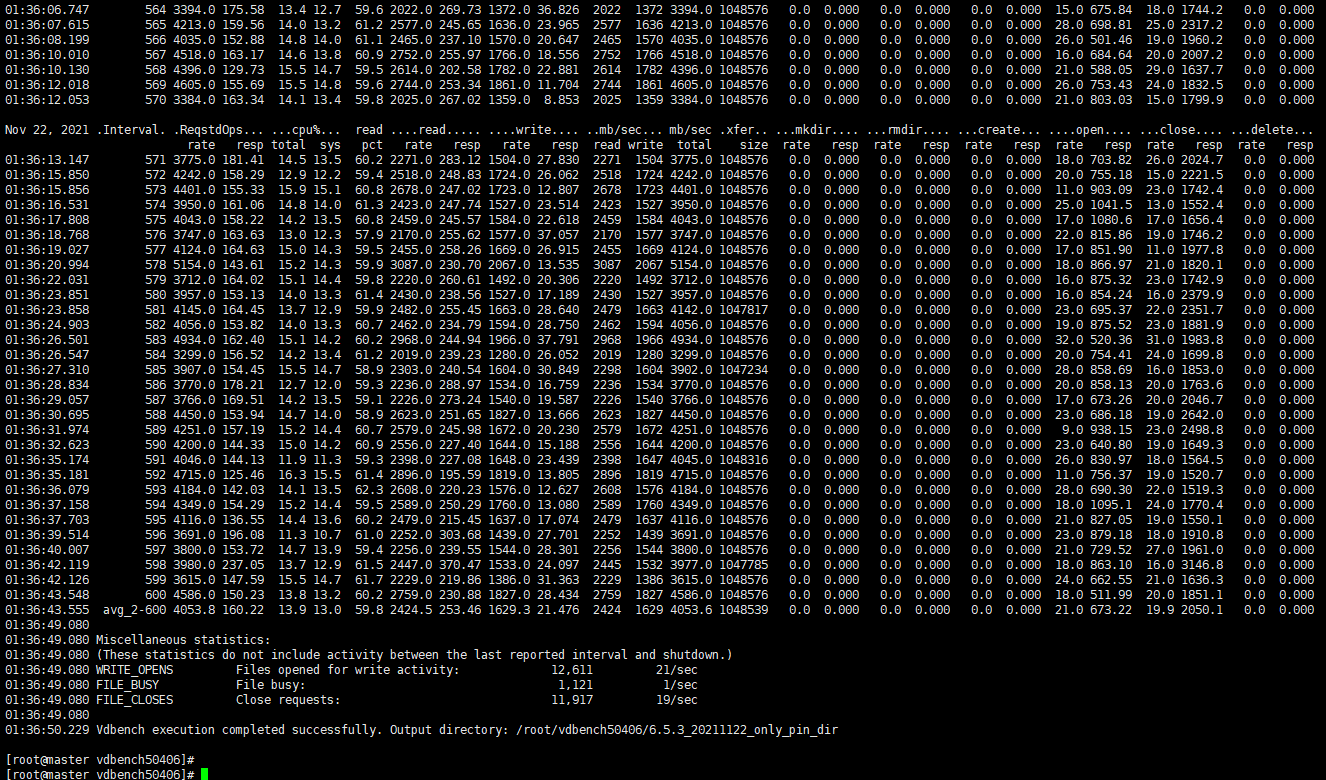 01:36:06.747 564 3394.0 175.58 13.4 12.7 59.6 2022.0 269.73 1372.0 36.826 2022 1372 3394.0 1048576 0.0 0.000 0.0 0.000 0.0 0.000 15.0 675.84 18.0 1744.2 0.0 0.000
01:36:07.615 565 4213.0 159.56 14.0 13.2 61.2 2577.0 245.65 1636.0 23.965 2577 1636 4213.0 1048576 0.0 0.000 0.0 0.000 0.0 0.000 28.0 698.81 25.0 2317.2 0.0 0.000
01:36:08.199 566 4035.0 152.88 14.8 14.0 61.1 2465.0 237.10 1570.0 20.647 2465 1570 4035.0 1048576 0.0 0.000 0.0 0.000 0.0 0.000 26.0 501.46 19.0 1960.2 0.0 0.000
01:36:10.010 567 4518.0 163.17 14.6 13.8 60.9 2752.0 255.97 1766.0 18.556 2752 1766 4518.0 1048576 0.0 0.000 0.0 0.000 0.0 0.000 16.0 684.64 20.0 2007.2 0.0 0.000
01:36:10.130 568 4396.0 129.73 15.5 14.7 59.5 2614.0 202.58 1782.0 22.881 2614 1782 4396.0 1048576 0.0 0.000 0.0 0.000 0.0 0.000 21.0 588.05 29.0 1637.7 0.0 0.000
01:36:12.018 569 4605.0 155.69 15.5 14.8 59.6 2744.0 253.34 1861.0 11.704 2744 1861 4605.0 1048576 0.0 0.000 0.0 0.000 0.0 0.000 26.0 753.43 24.0 1832.5 0.0 0.000
01:36:12.053 570 3384.0 163.34 14.1 13.4 59.8 2025.0 267.02 1359.0 8.853 2025 1359 3384.0 1048576 0.0 0.000 0.0 0.000 0.0 0.000 21.0 803.03 15.0 1799.9 0.0 0.000
Nov 22, 2021 .Interval. .ReqstdOps... ...cpu%... read ....read..... ....write.... ..mb/sec... mb/sec .xfer.. ...mkdir.... ...rmdir.... ...create... ....open.... ...close.... ...delete...
rate resp total sys pct rate resp rate resp read write total size rate resp rate resp rate resp rate resp rate resp rate resp
01:36:13.147 571 3775.0 181.41 14.5 13.5 60.2 2271.0 283.12 1504.0 27.830 2271 1504 3775.0 1048576 0.0 0.000 0.0 0.000 0.0 0.000 18.0 703.82 26.0 2024.7 0.0 0.000
01:36:15.850 572 4242.0 158.29 12.9 12.2 59.4 2518.0 248.83 1724.0 26.062 2518 1724 4242.0 1048576 0.0 0.000 0.0 0.000 0.0 0.000 20.0 755.18 15.0 2221.5 0.0 0.000
01:36:15.856 573 4401.0 155.33 15.9 15.1 60.8 2678.0 247.02 1723.0 12.807 2678 1723 4401.0 1048576 0.0 0.000 0.0 0.000 0.0 0.000 11.0 903.09 23.0 1742.4 0.0 0.000
01:36:16.531 574 3950.0 161.06 14.8 14.0 61.3 2423.0 247.74 1527.0 23.514 2423 1527 3950.0 1048576 0.0 0.000 0.0 0.000 0.0 0.000 25.0 1041.5 13.0 1552.4 0.0 0.000
01:36:17.808 575 4043.0 158.22 14.2 13.5 60.8 2459.0 245.57 1584.0 22.618 2459 1584 4043.0 1048576 0.0 0.000 0.0 0.000 0.0 0.000 17.0 1080.6 17.0 1656.4 0.0 0.000
01:36:18.768 576 3747.0 163.63 13.0 12.3 57.9 2170.0 255.62 1577.0 37.057 2170 1577 3747.0 1048576 0.0 0.000 0.0 0.000 0.0 0.000 22.0 815.86 19.0 1746.2 0.0 0.000
01:36:19.027 577 4124.0 164.63 15.0 14.3 59.5 2455.0 258.26 1669.0 26.915 2455 1669 4124.0 1048576 0.0 0.000 0.0 0.000 0.0 0.000 17.0 851.90 11.0 1977.8 0.0 0.000
01:36:20.994 578 5154.0 143.61 15.2 14.3 59.9 3087.0 230.70 2067.0 13.535 3087 2067 5154.0 1048576 0.0 0.000 0.0 0.000 0.0 0.000 18.0 866.97 21.0 1820.1 0.0 0.000
01:36:22.031 579 3712.0 164.02 15.1 14.4 59.8 2220.0 260.61 1492.0 20.306 2220 1492 3712.0 1048576 0.0 0.000 0.0 0.000 0.0 0.000 16.0 875.32 23.0 1742.9 0.0 0.000
01:36:23.851 580 3957.0 153.13 14.0 13.3 61.4 2430.0 238.56 1527.0 17.189 2430 1527 3957.0 1048576 0.0 0.000 0.0 0.000 0.0 0.000 16.0 854.24 16.0 2379.9 0.0 0.000
01:36:23.858 581 4145.0 164.45 13.7 12.9 59.9 2482.0 255.45 1663.0 28.640 2479 1663 4142.0 1047817 0.0 0.000 0.0 0.000 0.0 0.000 23.0 695.37 22.0 2351.7 0.0 0.000
01:36:24.903 582 4056.0 153.82 14.0 13.3 60.7 2462.0 234.79 1594.0 28.750 2462 1594 4056.0 1048576 0.0 0.000 0.0 0.000 0.0 0.000 19.0 875.52 23.0 1881.9 0.0 0.000
01:36:26.501 583 4934.0 162.40 15.1 14.2 60.2 2968.0 244.94 1966.0 37.791 2968 1966 4934.0 1048576 0.0 0.000 0.0 0.000 0.0 0.000 32.0 520.36 31.0 1983.8 0.0 0.000
01:36:26.547 584 3299.0 156.52 14.2 13.4 61.2 2019.0 239.23 1280.0 26.052 2019 1280 3299.0 1048576 0.0 0.000 0.0 0.000 0.0 0.000 20.0 754.41 24.0 1699.8 0.0 0.000
01:36:27.310 585 3907.0 154.45 15.5 14.7 58.9 2303.0 240.54 1604.0 30.849 2298 1604 3902.0 1047234 0.0 0.000 0.0 0.000 0.0 0.000 28.0 858.69 16.0 1853.0 0.0 0.000
01:36:28.834 586 3770.0 178.21 12.7 12.0 59.3 2236.0 288.97 1534.0 16.759 2236 1534 3770.0 1048576 0.0 0.000 0.0 0.000 0.0 0.000 20.0 858.13 20.0 1763.6 0.0 0.000
01:36:29.057 587 3766.0 169.51 14.2 13.5 59.1 2226.0 273.24 1540.0 19.587 2226 1540 3766.0 1048576 0.0 0.000 0.0 0.000 0.0 0.000 17.0 673.26 20.0 2046.7 0.0 0.000
01:36:30.695 588 4450.0 153.94 14.7 14.0 58.9 2623.0 251.65 1827.0 13.666 2623 1827 4450.0 1048576 0.0 0.000 0.0 0.000 0.0 0.000 23.0 686.18 19.0 2642.0 0.0 0.000
01:36:31.974 589 4251.0 157.19 15.2 14.4 60.7 2579.0 245.98 1672.0 20.230 2579 1672 4251.0 1048576 0.0 0.000 0.0 0.000 0.0 0.000 9.0 938.15 23.0 2498.8 0.0 0.000
01:36:32.623 590 4200.0 144.33 15.0 14.2 60.9 2556.0 227.40 1644.0 15.188 2556 1644 4200.0 1048576 0.0 0.000 0.0 0.000 0.0 0.000 23.0 640.80 19.0 1649.3 0.0 0.000
01:36:35.174 591 4046.0 144.13 11.9 11.3 59.3 2398.0 227.08 1648.0 23.439 2398 1647 4045.0 1048316 0.0 0.000 0.0 0.000 0.0 0.000 26.0 830.97 18.0 1564.5 0.0 0.000
01:36:35.181 592 4715.0 125.46 16.3 15.5 61.4 2896.0 195.59 1819.0 13.805 2896 1819 4715.0 1048576 0.0 0.000 0.0 0.000 0.0 0.000 11.0 756.37 19.0 1520.7 0.0 0.000
01:36:36.079 593 4184.0 142.03 14.1 13.5 62.3 2608.0 220.23 1576.0 12.627 2608 1576 4184.0 1048576 0.0 0.000 0.0 0.000 0.0 0.000 28.0 690.30 22.0 1519.3 0.0 0.000
01:36:37.158 594 4349.0 154.29 15.2 14.4 59.5 2589.0 250.29 1760.0 13.080 2589 1760 4349.0 1048576 0.0 0.000 0.0 0.000 0.0 0.000 18.0 1095.1 24.0 1770.4 0.0 0.000
01:36:37.703 595 4116.0 136.55 14.4 13.6 60.2 2479.0 215.45 1637.0 17.074 2479 1637 4116.0 1048576 0.0 0.000 0.0 0.000 0.0 0.000 21.0 827.05 19.0 1550.1 0.0 0.000
01:36:39.514 596 3691.0 196.08 11.3 10.7 61.0 2252.0 303.68 1439.0 27.701 2252 1439 3691.0 1048576 0.0 0.000 0.0 0.000 0.0 0.000 23.0 879.18 18.0 1910.8 0.0 0.000
01:36:40.007 597 3800.0 153.72 14.7 13.9 59.4 2256.0 239.55 1544.0 28.301 2256 1544 3800.0 1048576 0.0 0.000 0.0 0.000 0.0 0.000 21.0 729.52 27.0 1961.0 0.0 0.000
01:36:42.119 598 3980.0 237.05 13.7 12.9 61.5 2447.0 370.47 1533.0 24.097 2445 1532 3977.0 1047785 0.0 0.000 0.0 0.000 0.0 0.000 18.0 863.10 16.0 3146.8 0.0 0.000
01:36:42.126 599 3615.0 147.59 15.5 14.7 61.7 2229.0 219.86 1386.0 31.363 2229 1386 3615.0 1048576 0.0 0.000 0.0 0.000 0.0 0.000 24.0 662.55 21.0 1636.3 0.0 0.000
01:36:43.548 600 4586.0 150.23 13.8 13.2 60.2 2759.0 230.88 1827.0 28.434 2759 1827 4586.0 1048576 0.0 0.000 0.0 0.000 0.0 0.000 18.0 511.99 20.0 1851.1 0.0 0.000
01:36:43.555 avg_2-600 4053.8 160.22 13.9 13.0 59.8 2424.5 253.46 1629.3 21.476 2424 1629 4053.6 1048539 0.0 0.000 0.0 0.000 0.0 0.000 21.0 673.22 19.9 2050.1 0.0 0.000
01:36:49.080
01:36:49.080 Miscellaneous statistics:
01:36:49.080 (These statistics do not include activity between the last reported interval and shutdown.)
01:36:49.080 WRITE_OPENS Files opened for write activity: 12,611 21/sec
01:36:49.080 FILE_BUSY File busy: 1,121 1/sec
01:36:49.080 FILE_CLOSES Close requests: 11,917 19/sec
01:36:49.080
01:36:50.229 Vdbench execution completed successfully. Output directory: /root/vdbench50406/6.5.3_20211122_only_pin_dir
[root@master vdbench50406]#
[root@master vdbench50406]#